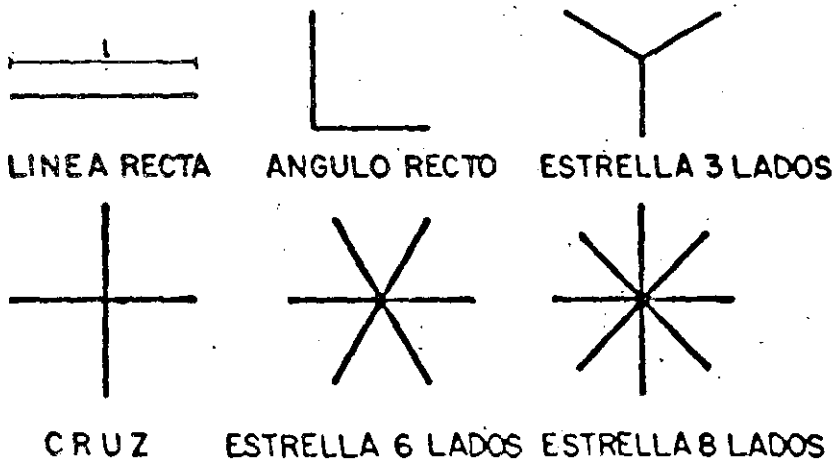 l
LINEA RECTA ANGULO RECTO ESTRELLA 3 LADOS
CRUZ ESTRELLA 6 LADOS ESTRELLA 8 LADOS